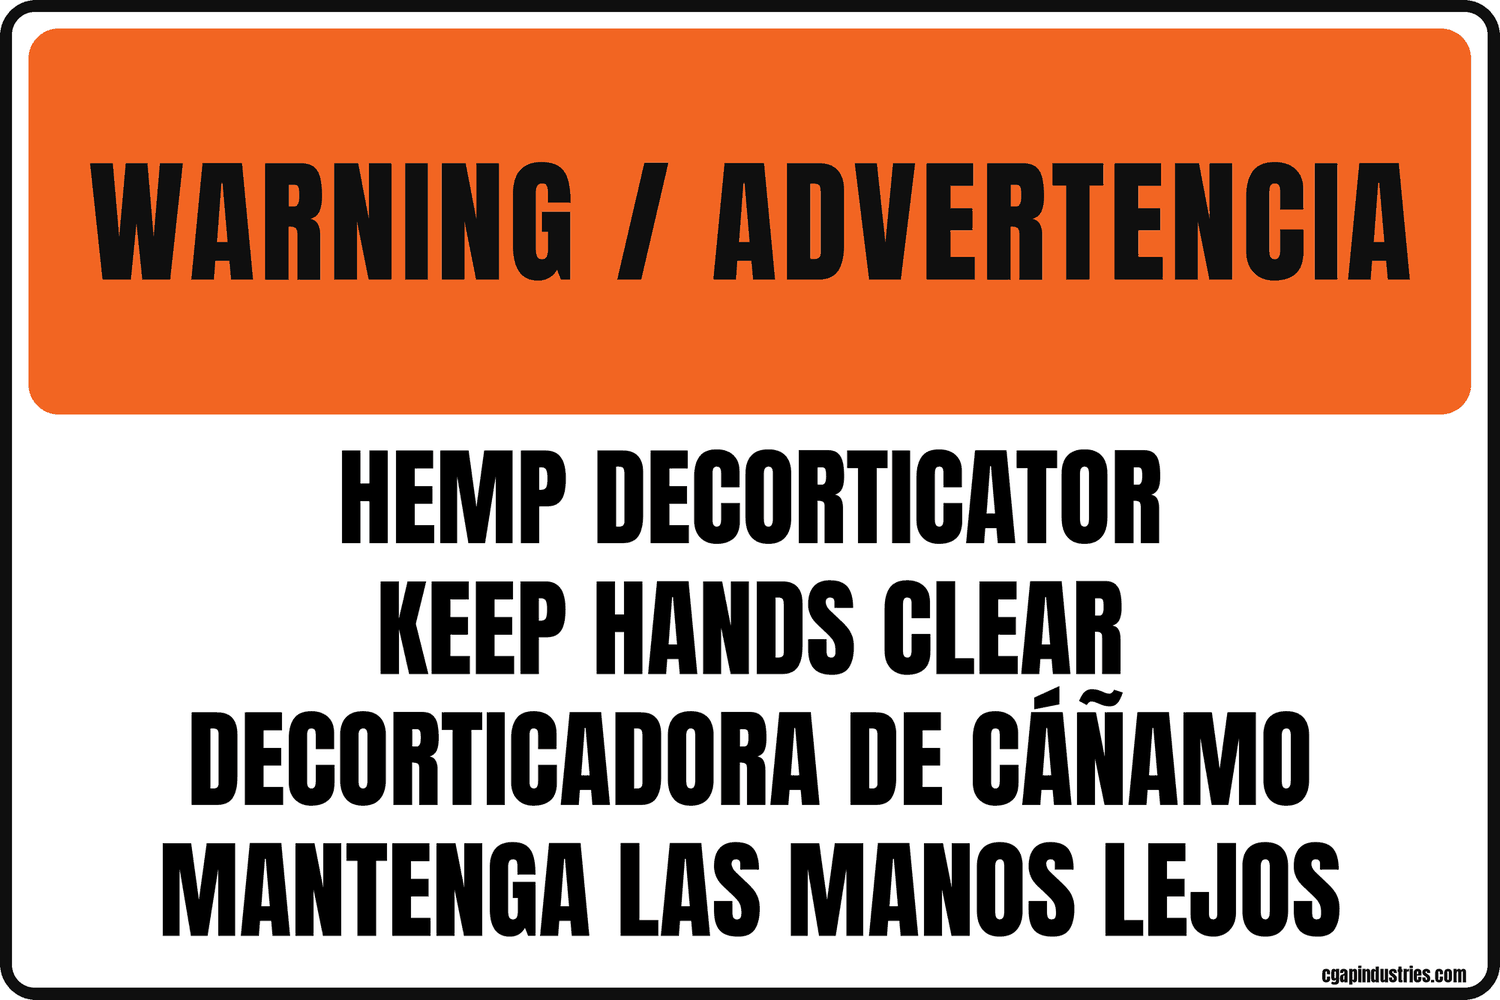 WARNING / ADVERTENCIA
HEMP DECORTICATOR
KEEP HANDS CLEAR
DECORTICADORA DE CÁÑAMO
MANTENGA LAS MANOS LEJOS
cgapindustries.com